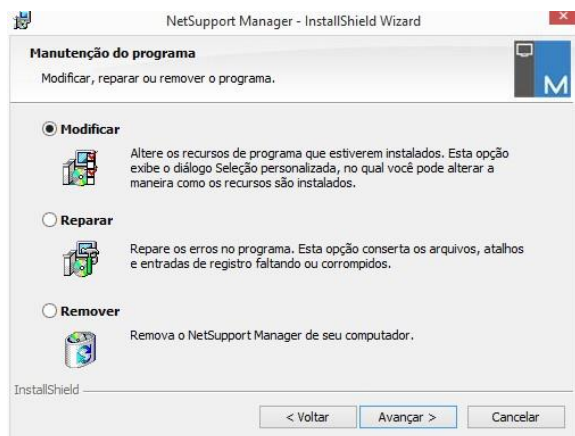 NetSupport Manager - InstallShield Wizard
Manutenção do programa
Modificar, reparar ou remover o programa.
M
Modificar
Altere os recursos de programa que estiverem instalados. Esta opção
exibe o diálogo Seleção personalizada, no qual você pode alterar a
maneira como os recursos são instalados.
Reparar
Repare os erros no programa. Esta opção conserta os arquivos, atalhos
e entradas de registro faltando ou corrompidos.
Remover
Remova o NetSupport Manager de seu computador.
InstallShield
< Voltar
Avançar >
Cancelar